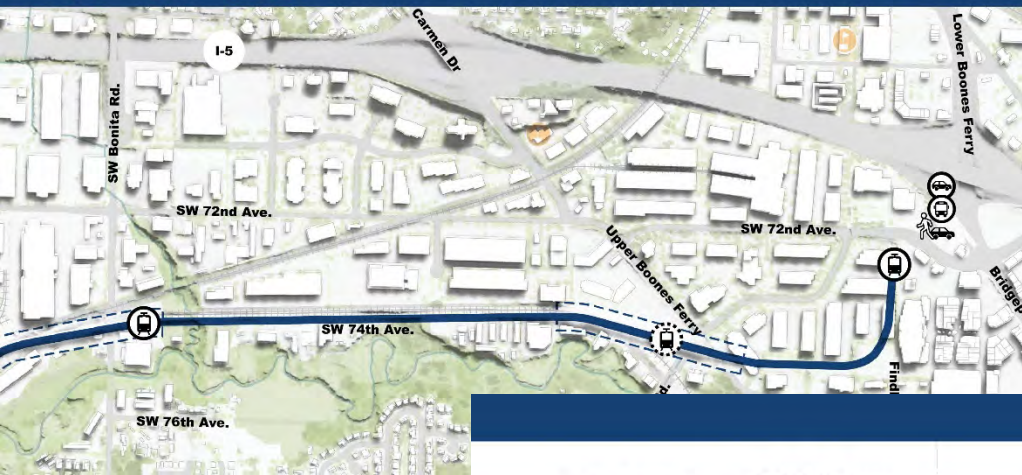 Carmen Dr
Lower Boones Ferry
I-5
SW Bonita Rd.
SW 72nd Ave.
SW 72nd Ave.
Upper Boones Ferry
SW 74th Ave.
SW 76th Ave.